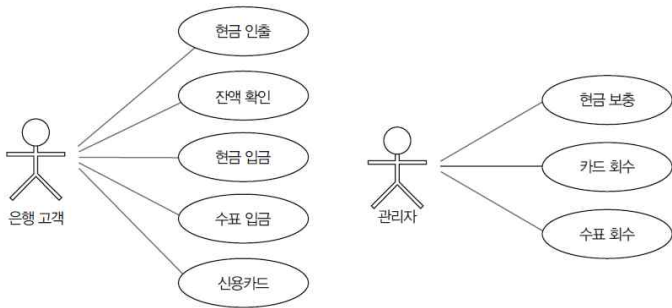 현금 인출
잔액 확인
현금 입금
수표 입금
신용카드
은행 고객
현금 보충
카드 회수
수표 회수
관리자